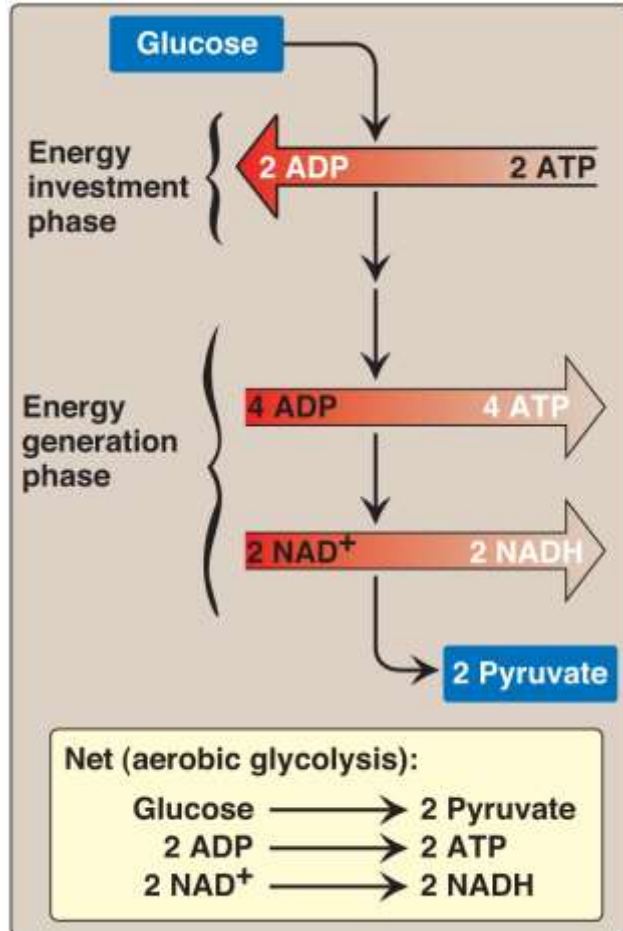 Glucose
Energy
investment
phase
2 ADP 2 ATP
Energy
generation
phase
4 ADP 4 ATP
2 NAD+ 2 NADH
2 Pyruvate
Net (aerobic glycolysis):
Glucose → 2 Pyruvate
2 ADP → 2 ATP
2 NAD+ → 2 NADH